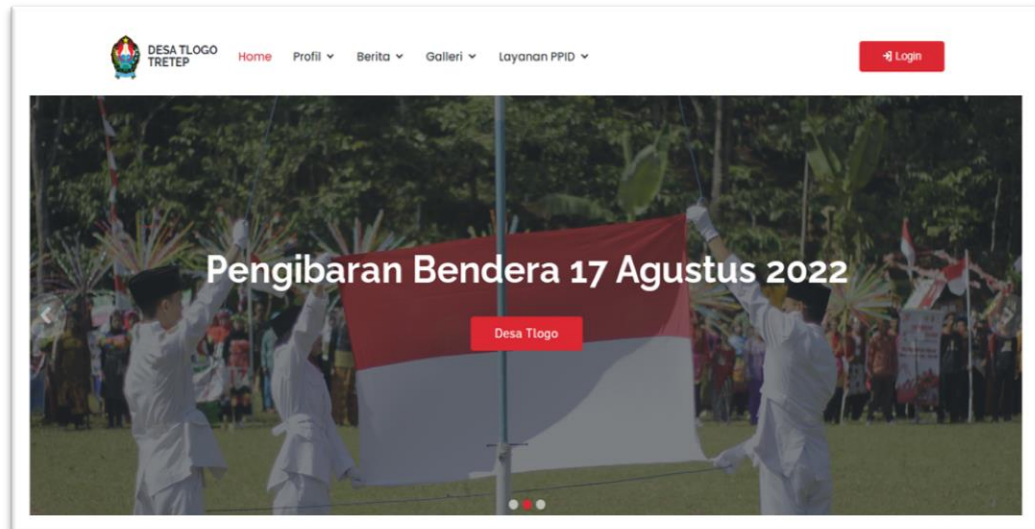 DESA TLOGO
TRETEP
Home Profil Berita Galleri Layanan PPID
Login
Pengibaran Bendera 17 Agustus 2022
Desa Tlogo